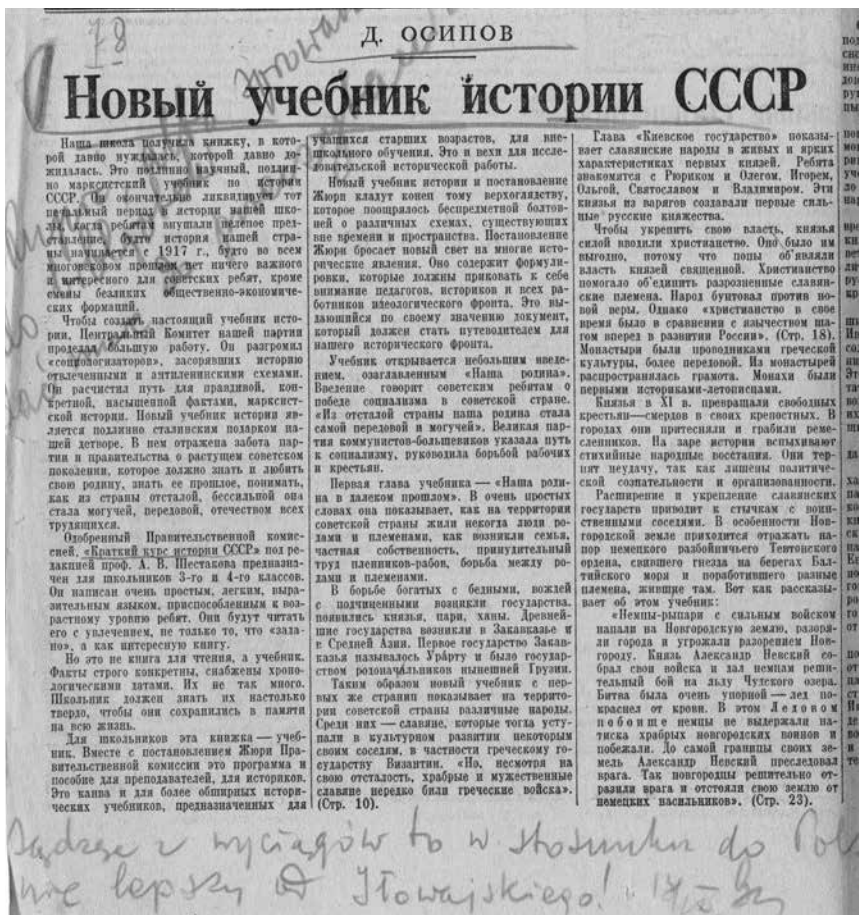 78
Д. ОСИПОВ
Новый учебник истории СССР
Наша школа получила книжку, в кото-
рой давно нуждалась, которой давно до-
жидалась. Это подлинно научный, подлин-
но марксистский учебник по истории
СССР. Он окончательно ликвидирует тот
печальный период в истории нашей шко-
лы, когда ребятам внушали нелепое пред-
ставление, будто история нашей стра-
ны начинается с 1917 г., будто во всем
многовековом прошлом нет ничего важного
и интересного для советских ребят, кроме
смены безликих общественно-экономиче-
ских формаций.
Чтобы создать настоящий учебник исто-
рии, Центральный Комитет нашей партии
проделал большую работу. Он разгромил
«социологизаторов», засорявших историю
отвлеченными и антиленинскими схемами.
Он расчистил путь для правдивой, кон-
кретной, насыщенной фактами, марксист-
ской истории. Новый учебник истории яв-
ляется подлинно сталинским подарком на-
шей детворе. В нем отражена забота пар-
тии и правительства о растущем советском
поколении, которое должно знать и любить
свою родину, знать ее прошлое, понимать,
как из страны отсталой, бессильной она
стала могучей, передовой, отечеством всех
трудящихся.
Одобренный Правительственной комис-
сией, «Краткий курс истории СССР» под ре-
дакцией проф. А. В. Шестакова предназна-
чен для школьников 3-го и 4-го классов.
Он написан очень простым, легким, выра-
зительным языком, приспособленным к воз-
растному уровню ребят. Они будут читать
его с увлечением, не только то, что «зада-
но», а как интересную книгу.
Но это не книга для чтения, а учебник.
Факты строго конкретны, снабжены хроно-
логическими датами. Их не так много.
Школьник должен знать их настолько
твердо, чтобы они сохранились в памяти
на всю жизнь.
Для школьников эта книжка — учеб-
ник. Вместе с постановлением Жюри Пра-
вительственной комиссии это программа и
пособие для преподавателей, для историков.
Это канва и для более обширных истори-
ческих учебников, предназначенных для
учащихся старших возрастов, для вне-
школьного обучения. Это и вехи для иссле-
довательской исторической работы.
Новый учебник истории и постановление
Жюри кладут конец тому верхоглядству,
которое поощрялось беспредметной болтов-
ней о различных схемах, существующих
вне времени и пространства. Постановление
Жюри бросает новый свет на многие исто-
рические явления. Оно содержит формули-
ровки, которые должны приковать к себе
внимание педагогов, историков и всех ра-
ботников идеологического фронта. Это вы-
дающийся по своему значению документ,
который должен стать путеводителем для
нашего исторического фронта.
Учебник открывается небольшим введе-
нием, озаглавленным «Наша родина».
Введение говорит советским ребятам о
победе социализма в советской стране.
«Из отсталой страны наша родина стала
самой передовой и могучей». Великая пар-
тия коммунистов-большевиков указала путь
к социализму, руководила борьбой рабочих
и крестьян.
Первая глава учебника — «Наша роди-
на в далеком прошлом». В очень простых
словах она показывает, как на территории
советской страны жили некогда люди ро-
дами и племенами, как возникли семья,
частная собственность, принудительный
труд пленников-рабов, борьба между ро-
дами и племенами.
В борьбе богатых с бедными, вождей
с подчиненными возникли государства,
появились князья, цари, ханы. Древней-
шие государства возникли в Закавказье и
в Средней Азии. Первое государство Закав-
казья называлось Урарту и было государ-
ством родоначальников нынешней Грузии.
Таким образом новый учебник с пер-
вых же страниц показывает на террито-
рии советской страны различные народы.
Среди них — славяне, которые тогда усту-
пали в культурном развитии некоторым
своим соседям, в частности греческому го-
сударству Византии. «Но, несмотря на
свою отсталость, храбрые и мужественные
славяне нередко били греческие войска».
(Стр. 10).
Глава «Киевское государство» показы-
вает славянские народы в живых и ярких
характеристиках первых князей. Ребята
знакомятся с Рюриком и Олегом, Игорем,
Ольгой, Святославом и Владимиром. Эти
князья из варягов создавали первые силь-
ные русские княжества.
Чтобы укрепить свою власть, князья
силой вводили христианство. Оно было им
выгодно, потому что попы об'являли
власть князей священной. Христианство
помогало об'единить разрозненные славян-
ские племена. Народ бунтовал против но-
вой веры. Однако «христианство в свое
время было в сравнении с язычеством ша-
гом вперед в развитии России». (Стр. 18).
Монастыри были проводниками греческой
культуры, более передовой. Из монастырей
распространялась грамота. Монахи были
первыми историками-летописцами.
Князья в XI в. превращали свободных
крестьян—смердов в своих крепостных. В
городах они притесняли и грабили реме-
сленников. На заре истории вспыхивают
стихийные народные восстания. Они тер-
пят неудачу, так как лишены политиче-
ской сознательности и организованности.
Расширение и укрепление славянских
государств приводит к стычкам с воин-
ственными соседями. В особенности Нов-
городской земле приходится отражать на-
пор немецкого разбойничьего Тевтонского
ордена, свившего гнезда на берегах Бал-
тийского моря и поработившего разные
племена, жившие там. Вот как рассказы-
вает об этом учебник:
«Немцы-рыцари с сильным войском
напали на Новгородскую землю, разоря-
ли города и угрожали разорением Нов-
городу. Князь Александр Невский со-
брал свои войска и дал немцам реши-
тельный бой на льду Чудского озера.
Битва была очень упорной — лед по-
краснел от крови. В этом Ледовом
побоище немцы не выдержали на-
тиска храбрых новгородских воинов и
побежали. До самой границы своих зе-
мель Александр Невский преследовал
врага. Так новгородцы решительно от-
разили врага и отстояли свою землю от
немецких насильников». (Стр. 23).
Sądząc z wyciągów to w stosunku do Pol
nie lepszy od Iłowajskiego!